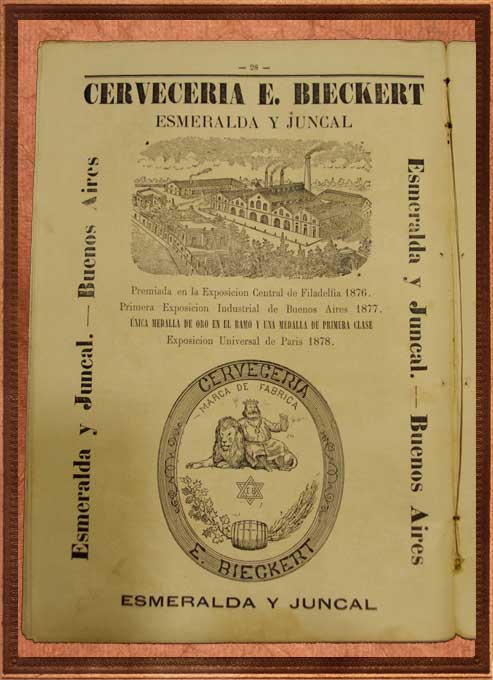 — 28 —
CERVECERIA E. BIECKERT
ESMERALDA Y JUNCAL
Esmeralda y Juncal. — Buenos Aires
Esmeralda y Juncal. — Buenos Aires
Premiada en la Exposicion Central de Filadelfia 1876.
Primera Exposicion Industrial de Buenos Aires 1877.
ÚNICA MEDALLA DE ORO EN EL RAMO Y UNA MEDALLA DE PRIMERA CLASE
Exposicion Universal de Paris 1878.
CERVECERIA
MARCA DE FABRICA
E. BIECKERT
ESMERALDA Y JUNCAL